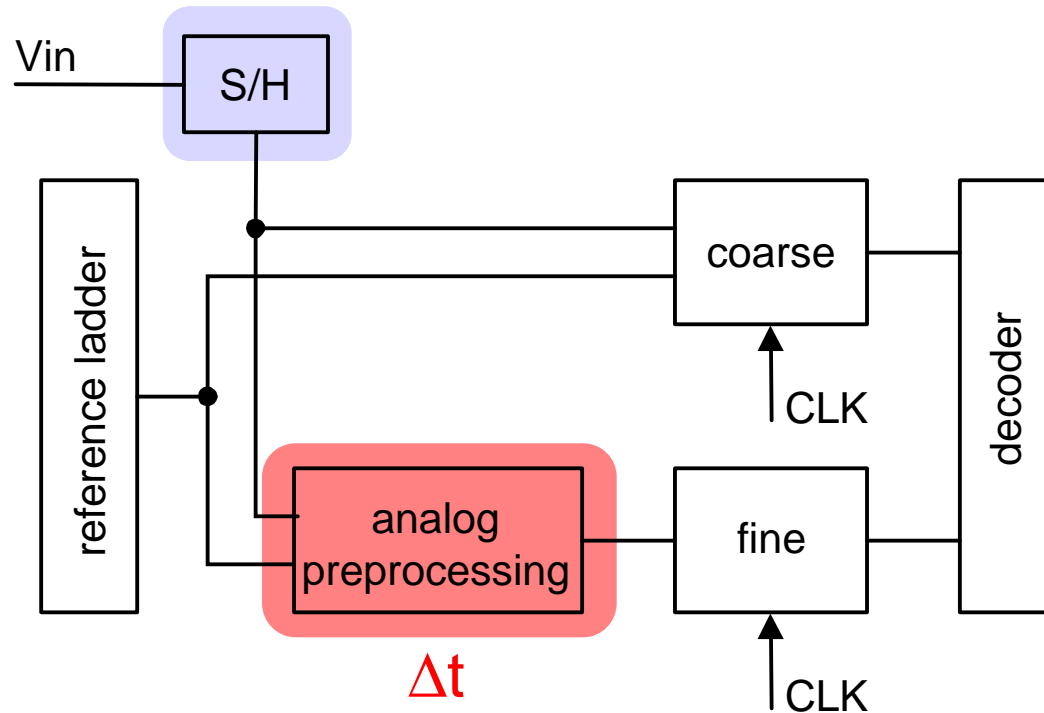 Vin
S/H
reference ladder
coarse
CLK
decoder
analog
preprocessing
Δt
fine
CLK